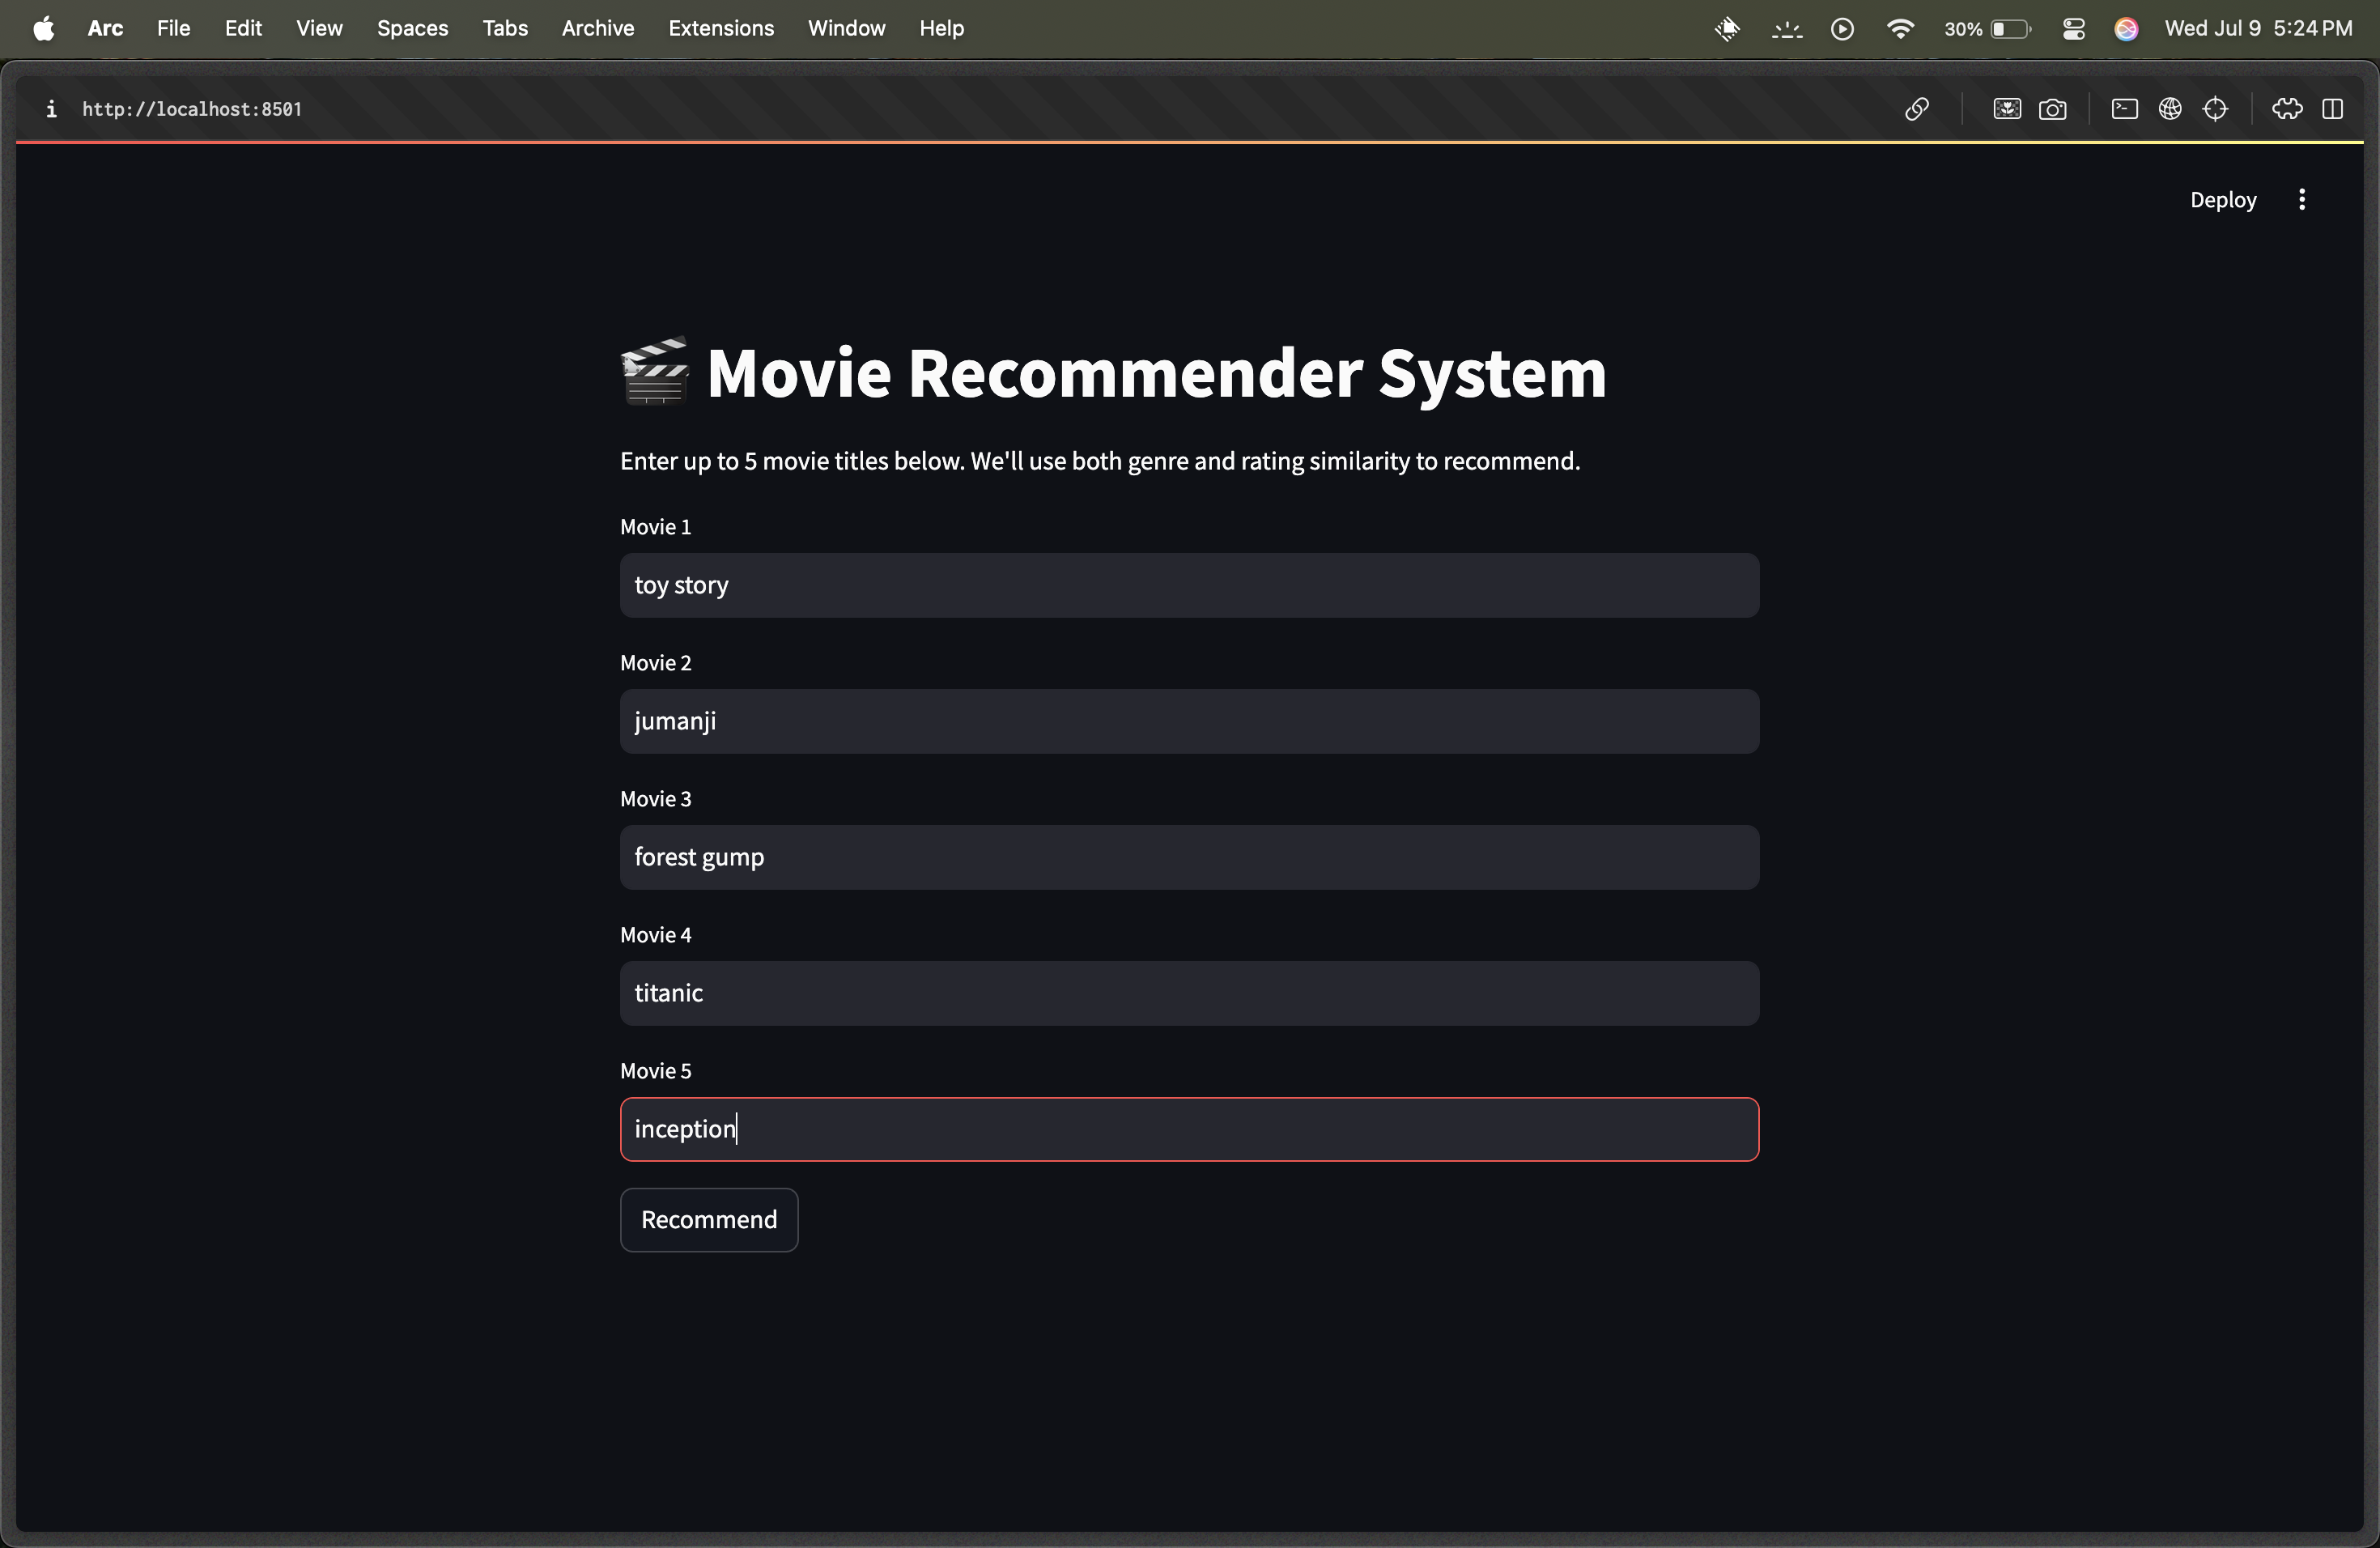 Arc File Edit View Spaces Tabs Archive Extensions Window Help 30% Wed Jul 9 5:24 PM
http://localhost:8501
Deploy
Movie Recommender System
Enter up to 5 movie titles below. We'll use both genre and rating similarity to recommend.
Movie 1
toy story
Movie 2
jumanji
Movie 3
forest gump
Movie 4
titanic
Movie 5
inception
Recommend